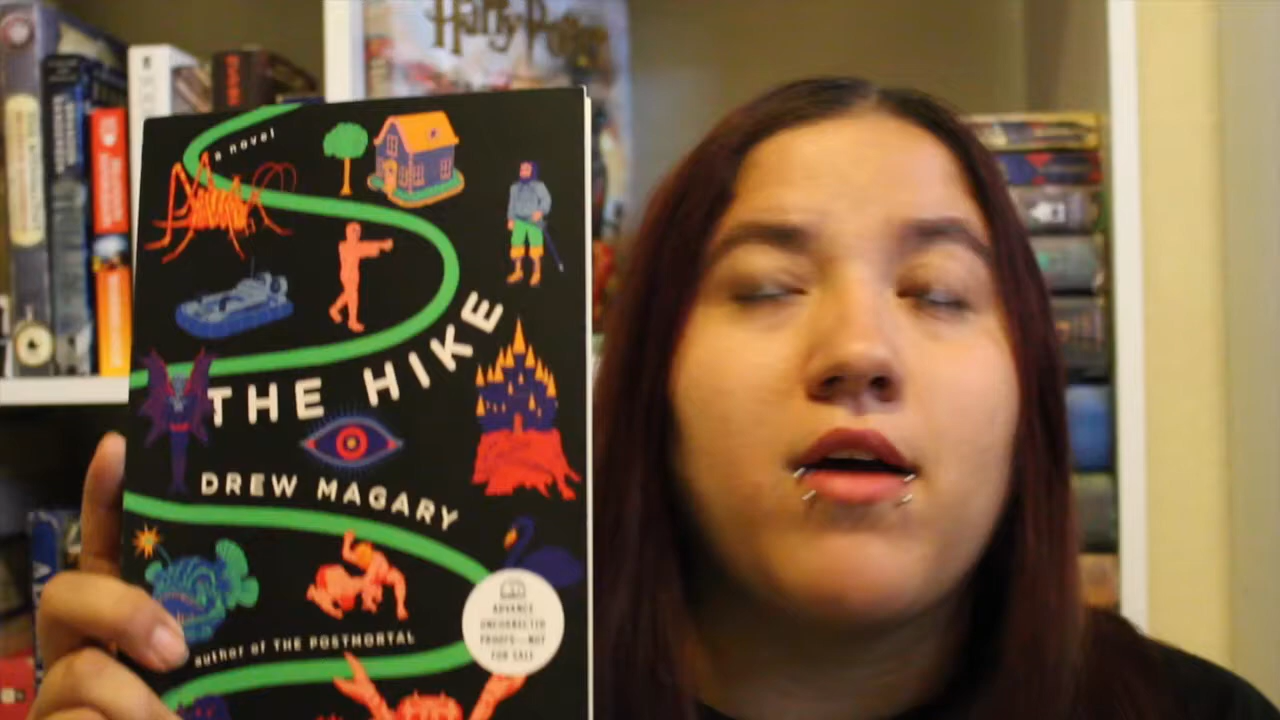 Harry Potter
a novel
THE HIKE
DREW MAGARY
ADVANCE
UNCORRECTED
PROOFS—NOT
FOR SALE
author of THE POSTMORTAL